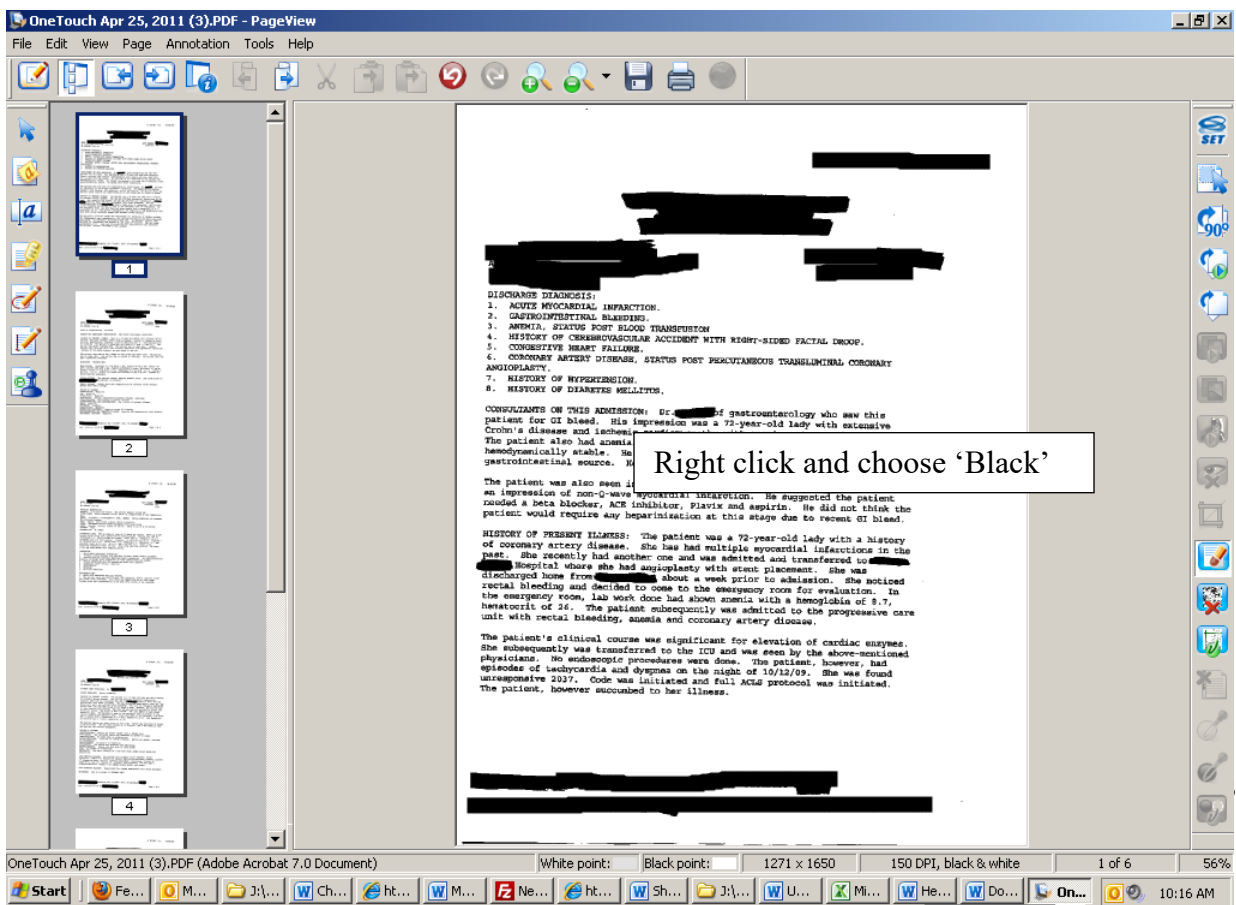 OneTouch Apr 25, 2011 (3).PDF - PageView
File Edit View Page Annotation Tools Help
SET
90º
1
2
3
4
DISCHARGE DIAGNOSIS:
1. ACUTE MYOCARDIAL INFARCTION.
2. GASTROINTESTINAL BLEEDING.
3. ANEMIA, STATUS POST BLOOD TRANSFUSION
4. HISTORY OF CEREBROVASCULAR ACCIDENT WITH RIGHT-SIDED FACIAL DROOP.
5. CONGESTIVE HEART FAILURE.
6. CORONARY ARTERY DISEASE, STATUS POST PERCUTANEOUS TRANSLUMINAL CORONARY
ANGIOPLASTY.
7. HISTORY OF HYPERTENSION.
8. HISTORY OF DIABETES MELLITUS.
CONSULTANTS ON THIS ADMISSION: Dr. of gastroenterology who saw this
patient for GI bleed. His impression was a 72-year-old lady with extensive
Crohn's disease and ischemic
The patient also had anemia
hemodynamically stable. He
gastrointestinal source.
Right click and choose ‘Black’
The patient was also seen
an impression of non-Q-wave myocardial infarction. He suggested the patient
needed a beta blocker, ACE inhibitor, Plavix and aspirin. He did not think the
patient would require any heparinization at this stage due to recent GI bleed.
HISTORY OF PRESENT ILLNESS: The patient was a 72-year-old lady with a history
of coronary artery disease. She has had multiple myocardial infarctions in the
past. She recently had another one and was admitted and transferred to
Hospital where she had angioplasty with stent placement. She was
discharged home from about a week prior to admission. She noticed
rectal bleeding and decided to come to the emergency room for evaluation. In
the emergency room, lab work done had shown anemia with a hemoglobin of 8.7,
hematocrit of 26. The patient subsequently was admitted to the progressive care
unit with rectal bleeding, anemia and coronary artery disease.
The patient's clinical course was significant for elevation of cardiac enzymes.
She subsequently was transferred to the ICU and was seen by the above-mentioned
physicians. No endoscopic procedures were done. The patient, however, had
episodes of tachycardia and dyspnea on the night of 10/12/09. She was found
unresponsive 2037. Code was initiated and full ACLS protocol was initiated.
The patient, however succumbed to her illness.
OneTouch Apr 25, 2011 (3).PDF (Adobe Acrobat 7.0 Document) White point: Black point: 1271 x 1650 150 DPI, black & white 1 of 6 56%
Start Fe... M... J:\... Ch... ht... M... Ne... ht... Sh... J:\... U... Mi... He... Do... On... 10:16 AM